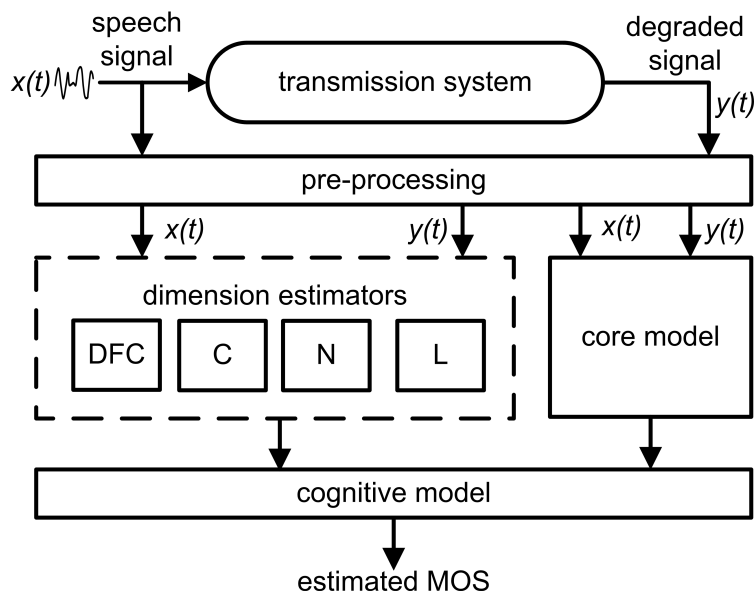 speech
signal
degraded
signal
x(t)
transmission system
y(t)
pre-processing
x(t)
y(t)
x(t)
y(t)
dimension estimators
DFC
C
N
L
core model
cognitive model
estimated MOS